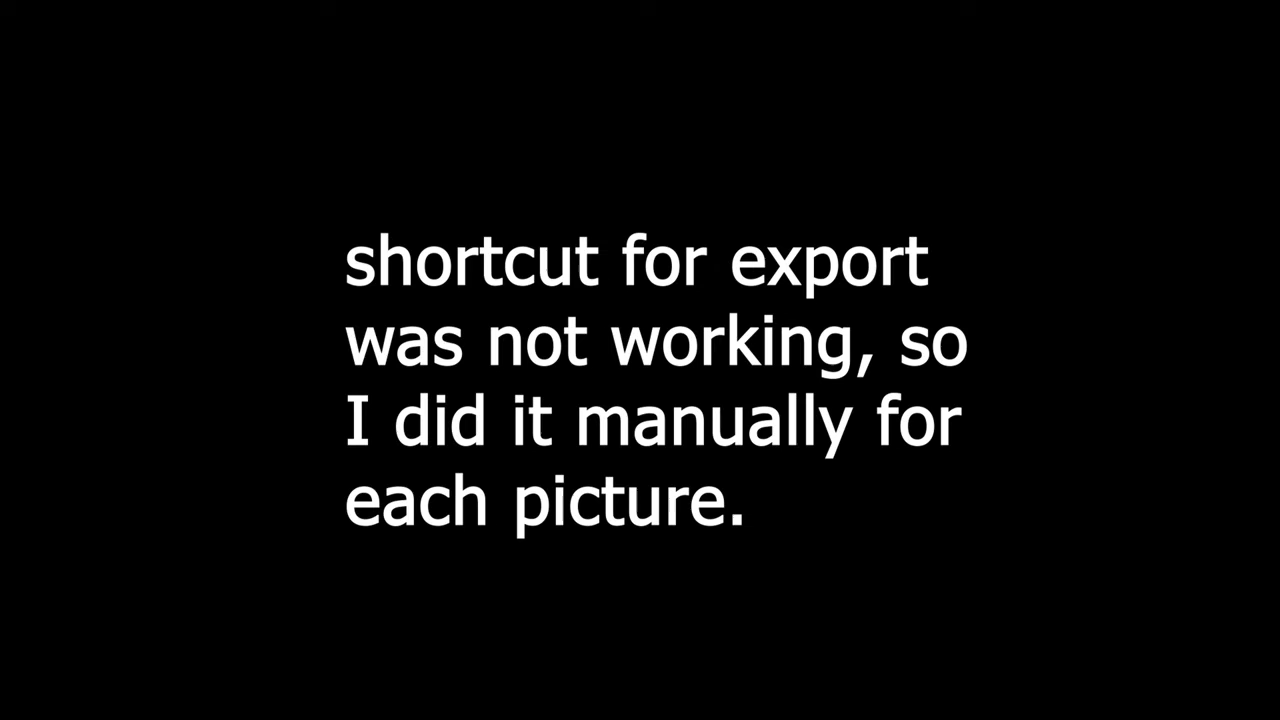 shortcut for export
was not working, so
I did it manually for
each picture.